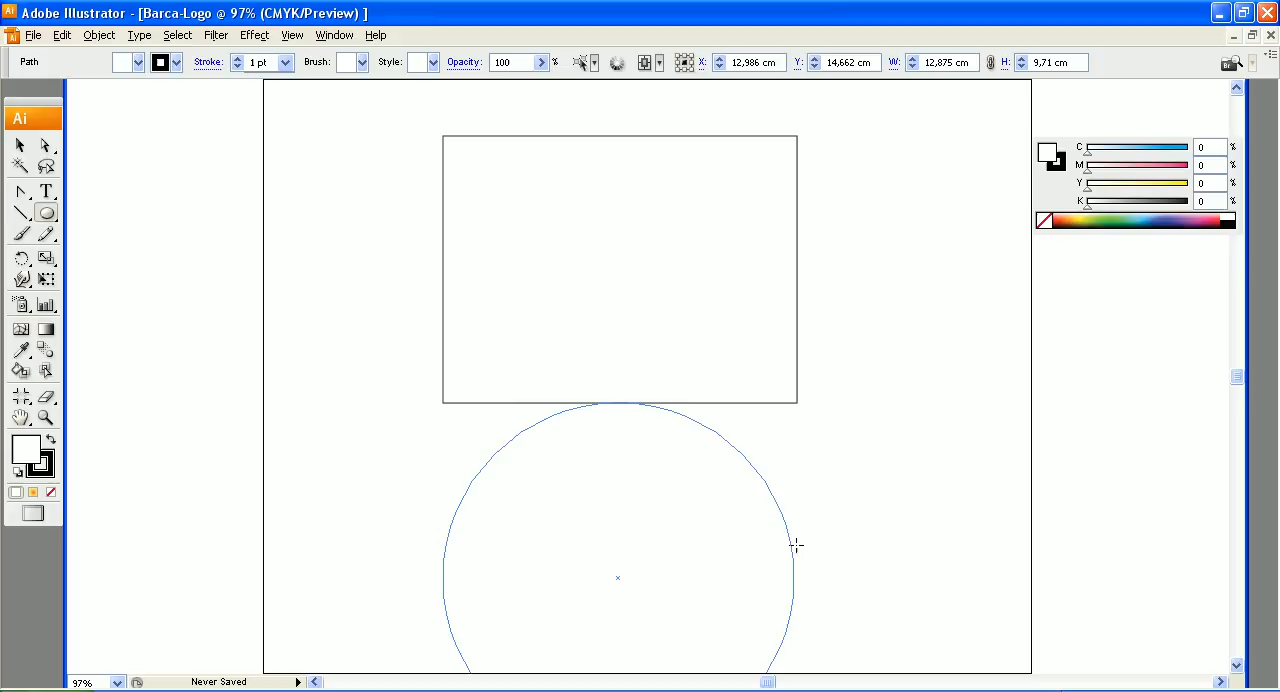 Adobe Illustrator - [Barca-Logo @ 97% (CMYK/Preview) ]
File Edit Object Type Select Filter Effect View Window Help
Path Stroke: 1 pt Brush: Style: Opacity: 100 % X: 12,986 cm Y: 14,662 cm W: 12,875 cm H: 9,71 cm Br
Ai
T
C 0 %
M 0 %
Y 0 %
K 0 %
97% Never Saved